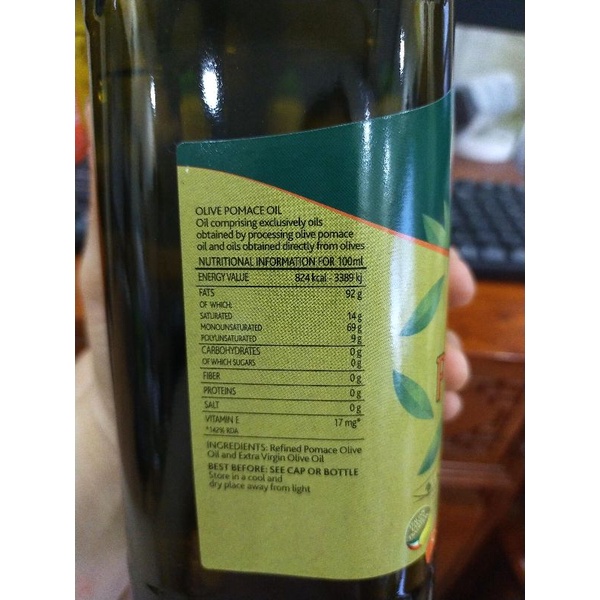 OLIVE POMACE OIL
Oil comprising exclusively oils
obtained by processing olive pomace
oil and oils obtained directly from olives
NUTRITIONAL INFORMATION FOR 100ml
ENERGY VALUE 824 kcal - 3389 kj
FATS 92 g
OF WHICH:
SATURATED 14 g
MONOUNSATURATED 69 g
POLYUNSATURATED 9 g
CARBOHYDRATES 0 g
OF WHICH SUGARS 0 g
FIBER 0 g
PROTEINS 0 g
SALT 0 g
VITAMIN E 17 mg*
*142% RDA
INGREDIENTS: Refined Pomace Olive
Oil and Extra Virgin Olive Oil
BEST BEFORE: SEE CAP OR BOTTLE
Store in a cool and
dry place away from light